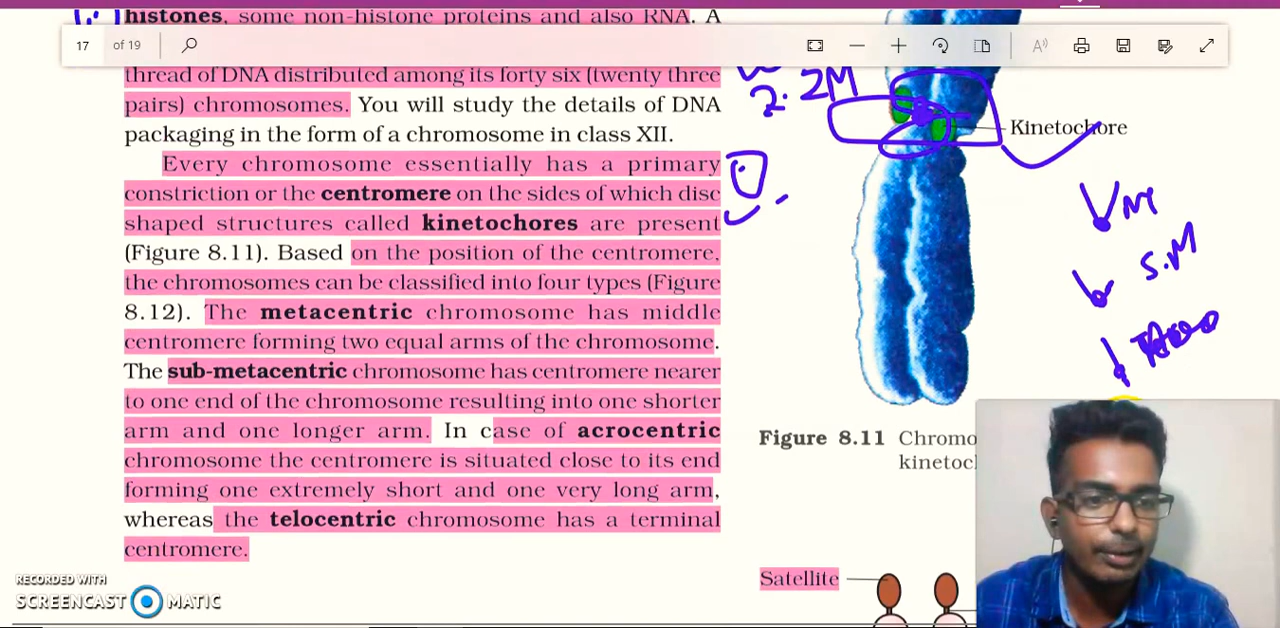 histones, some non-histone proteins and also RNA. A
17 of 19
thread of DNA distributed among its forty six (twenty three
pairs) chromosomes. You will study the details of DNA
packaging in the form of a chromosome in class XII.
Every chromosome essentially has a primary
constriction or the centromere on the sides of which disc
shaped structures called kinetochores are present
(Figure 8.11). Based on the position of the centromere,
the chromosomes can be classified into four types (Figure
8.12). The metacentric chromosome has middle
centromere forming two equal arms of the chromosome.
The sub-metacentric chromosome has centromere nearer
to one end of the chromosome resulting into one shorter
arm and one longer arm. In case of acrocentric
chromosome the centromere is situated close to its end
forming one extremely short and one very long arm,
whereas the telocentric chromosome has a terminal
centromere.
2. 2M
Kinetochore
M
S.M
Figure 8.11 Chromo
kinetoc
Satellite
RECORDED WITH
SCREENCAST MATIC